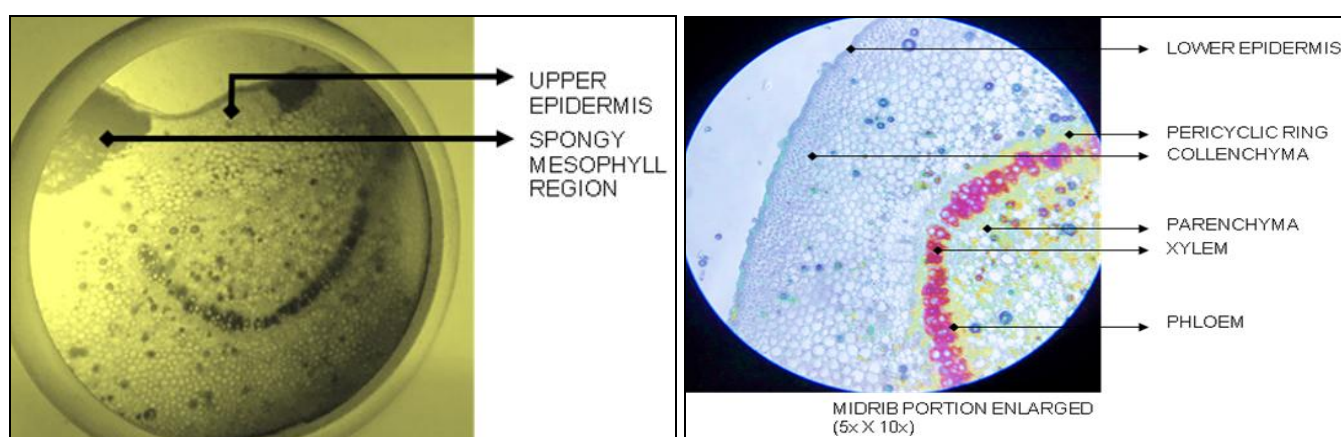 UPPER
EPIDERMIS
SPONGY
MESOPHYLL
REGION
LOWER EPIDERMIS
PERICYCLIC RING
COLLENCHYMA
PARENCHYMA
XYLEM
PHLOEM
MIDRIB PORTION ENLARGED
(5x X 10x)